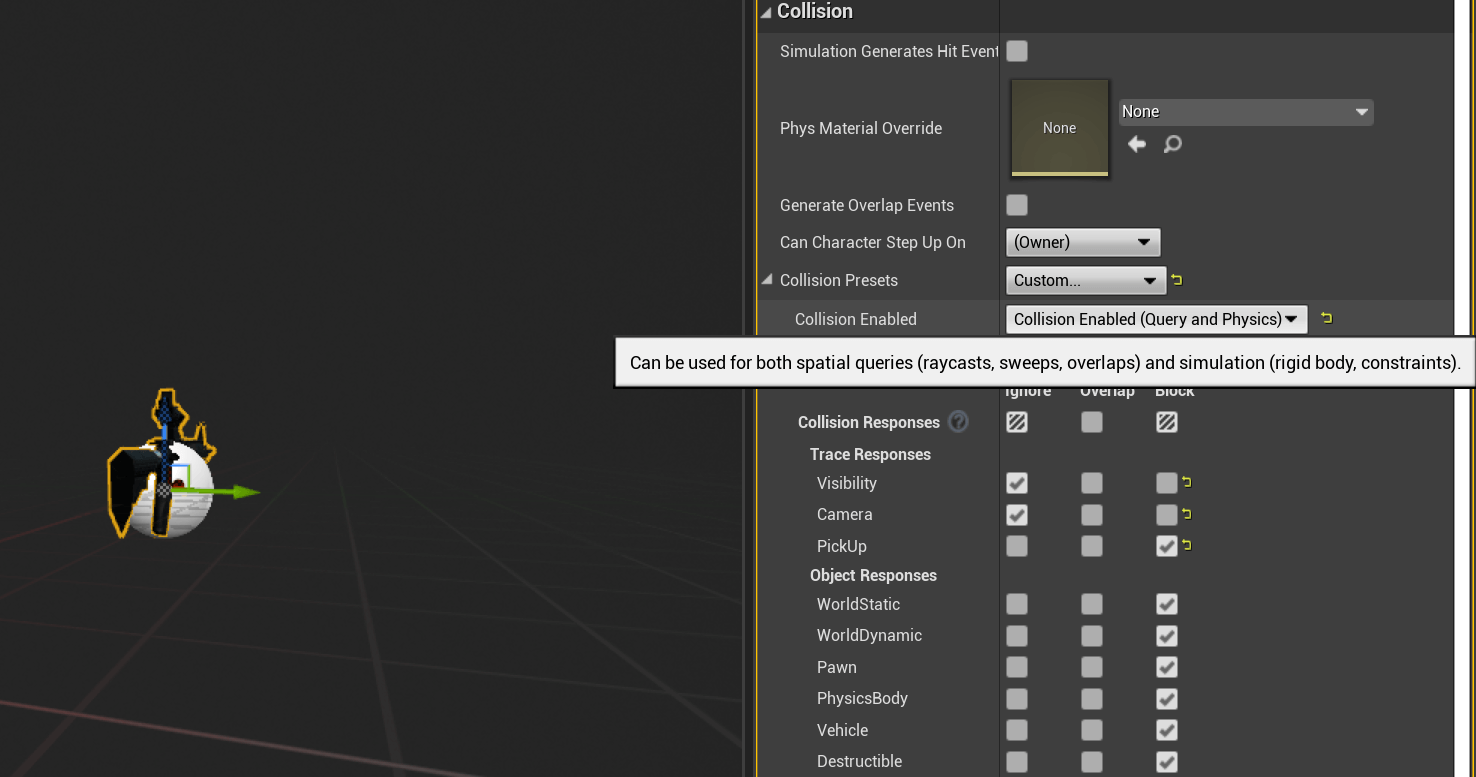 Collision
Simulation Generates Hit Event
Phys Material Override
None
None
Generate Overlap Events
Can Character Step Up On
(Owner)
Collision Presets
Custom...
Collision Enabled
Collision Enabled (Query and Physics)
Can be used for both spatial queries (raycasts, sweeps, overlaps) and simulation (rigid body, constraints).
Ignore Overlap Block
Collision Responses ?
Trace Responses
Visibility
Camera
PickUp
Object Responses
WorldStatic
WorldDynamic
Pawn
PhysicsBody
Vehicle
Destructible